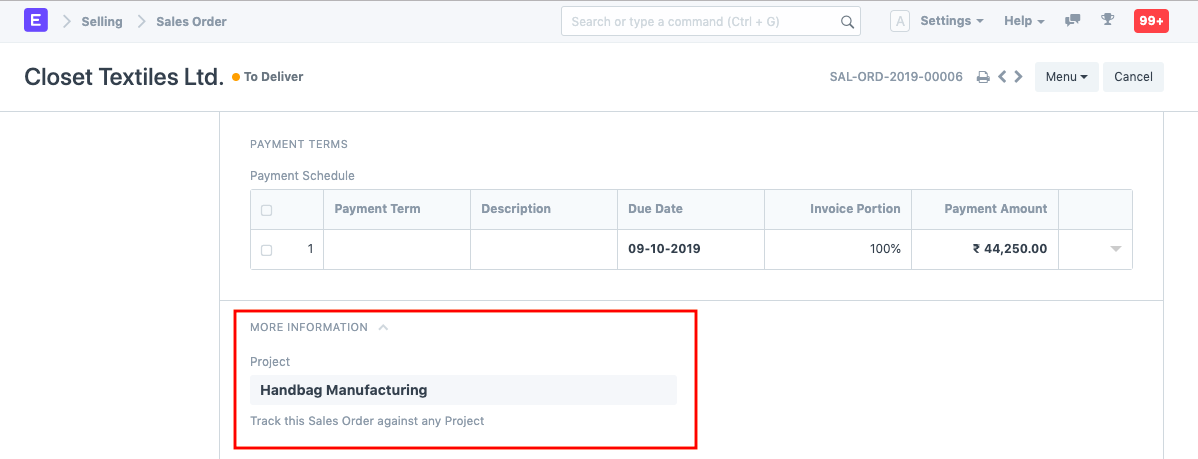 E Selling Sales Order Search or type a command (Ctrl + G) A Settings Help 99+
Closet Textiles Ltd. To Deliver SAL-ORD-2019-00006 Menu Cancel
PAYMENT TERMS
Payment Schedule
Payment Term Description Due Date Invoice Portion Payment Amount
1 09-10-2019 100% ₹ 44,250.00
MORE INFORMATION
Project
Handbag Manufacturing
Track this Sales Order against any Project